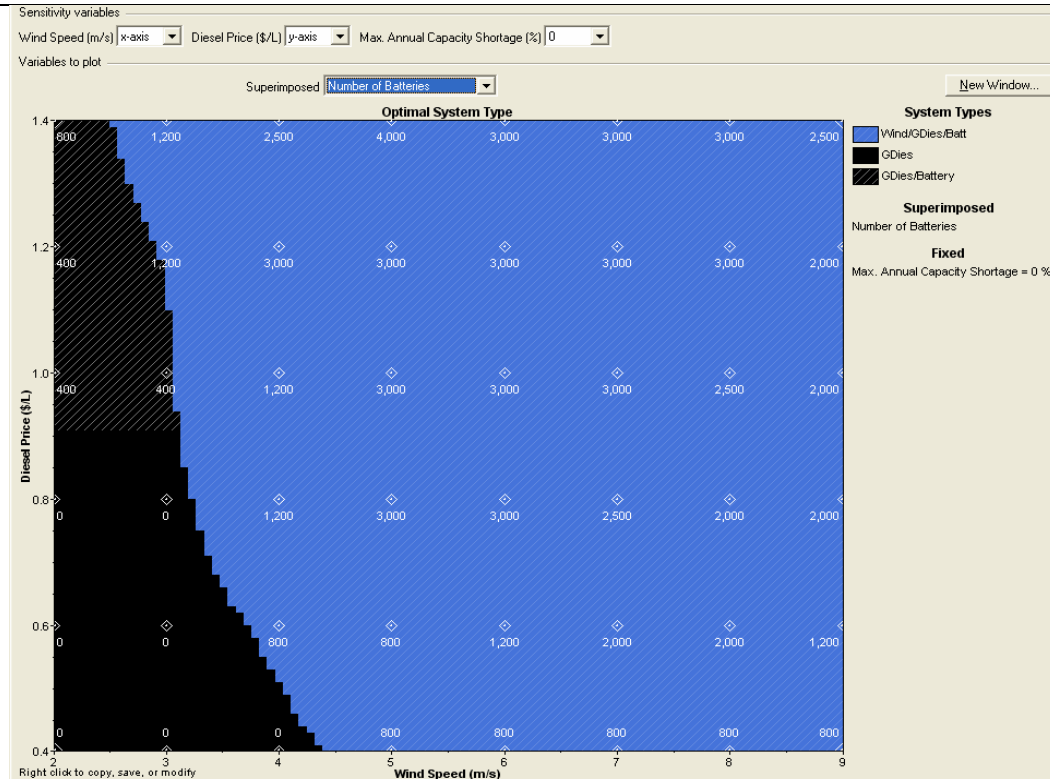 Sensitivity variables
Wind Speed (m/s) x-axis Diesel Price ($/L) y-axis Max. Annual Capacity Shortage (%) 0
Variables to plot
Superimposed Number of Batteries New Window...
Optimal System Type
System Types
Wind/GDies/Batt
GDies
GDies/Battery
Superimposed
Number of Batteries
Fixed
Max. Annual Capacity Shortage = 0 %
Diesel Price ($/L)
1.4
800 1,200 2,500 4,000 3,000 3,000 3,000 2,500
1.2
400 1,200 3,000 3,000 3,000 3,000 3,000 2,000
1.0
400 400 1,200 3,000 3,000 3,000 2,500 2,000
0.8
0 0 1,200 3,000 3,000 2,500 2,000 2,000
0.6
0 0 800 800 1,200 2,000 2,000 1,200
0 0 0 800 800 800 800 800
0.4
2 3 4 5 6 7 8 9
Wind Speed (m/s)
Right click to copy, save, or modify